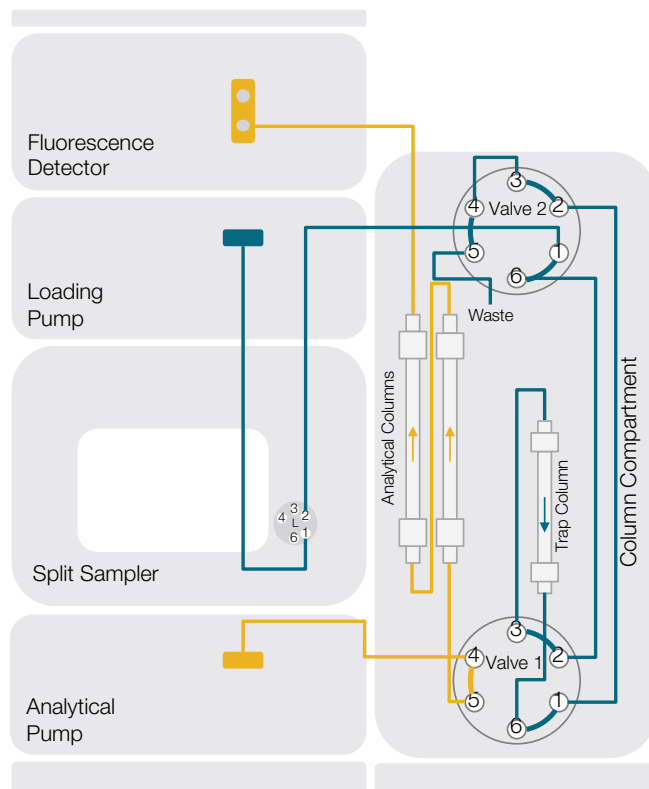 Fluorescence
Detector
3
4
Valve 2
2
5
1
6
Waste
Loading
Pump
Analytical Columns
Trap Column
Column Compartment
3
4
2
L
6
1
Split Sampler
3
4
Valve 1
2
5
1
6
Analytical
Pump